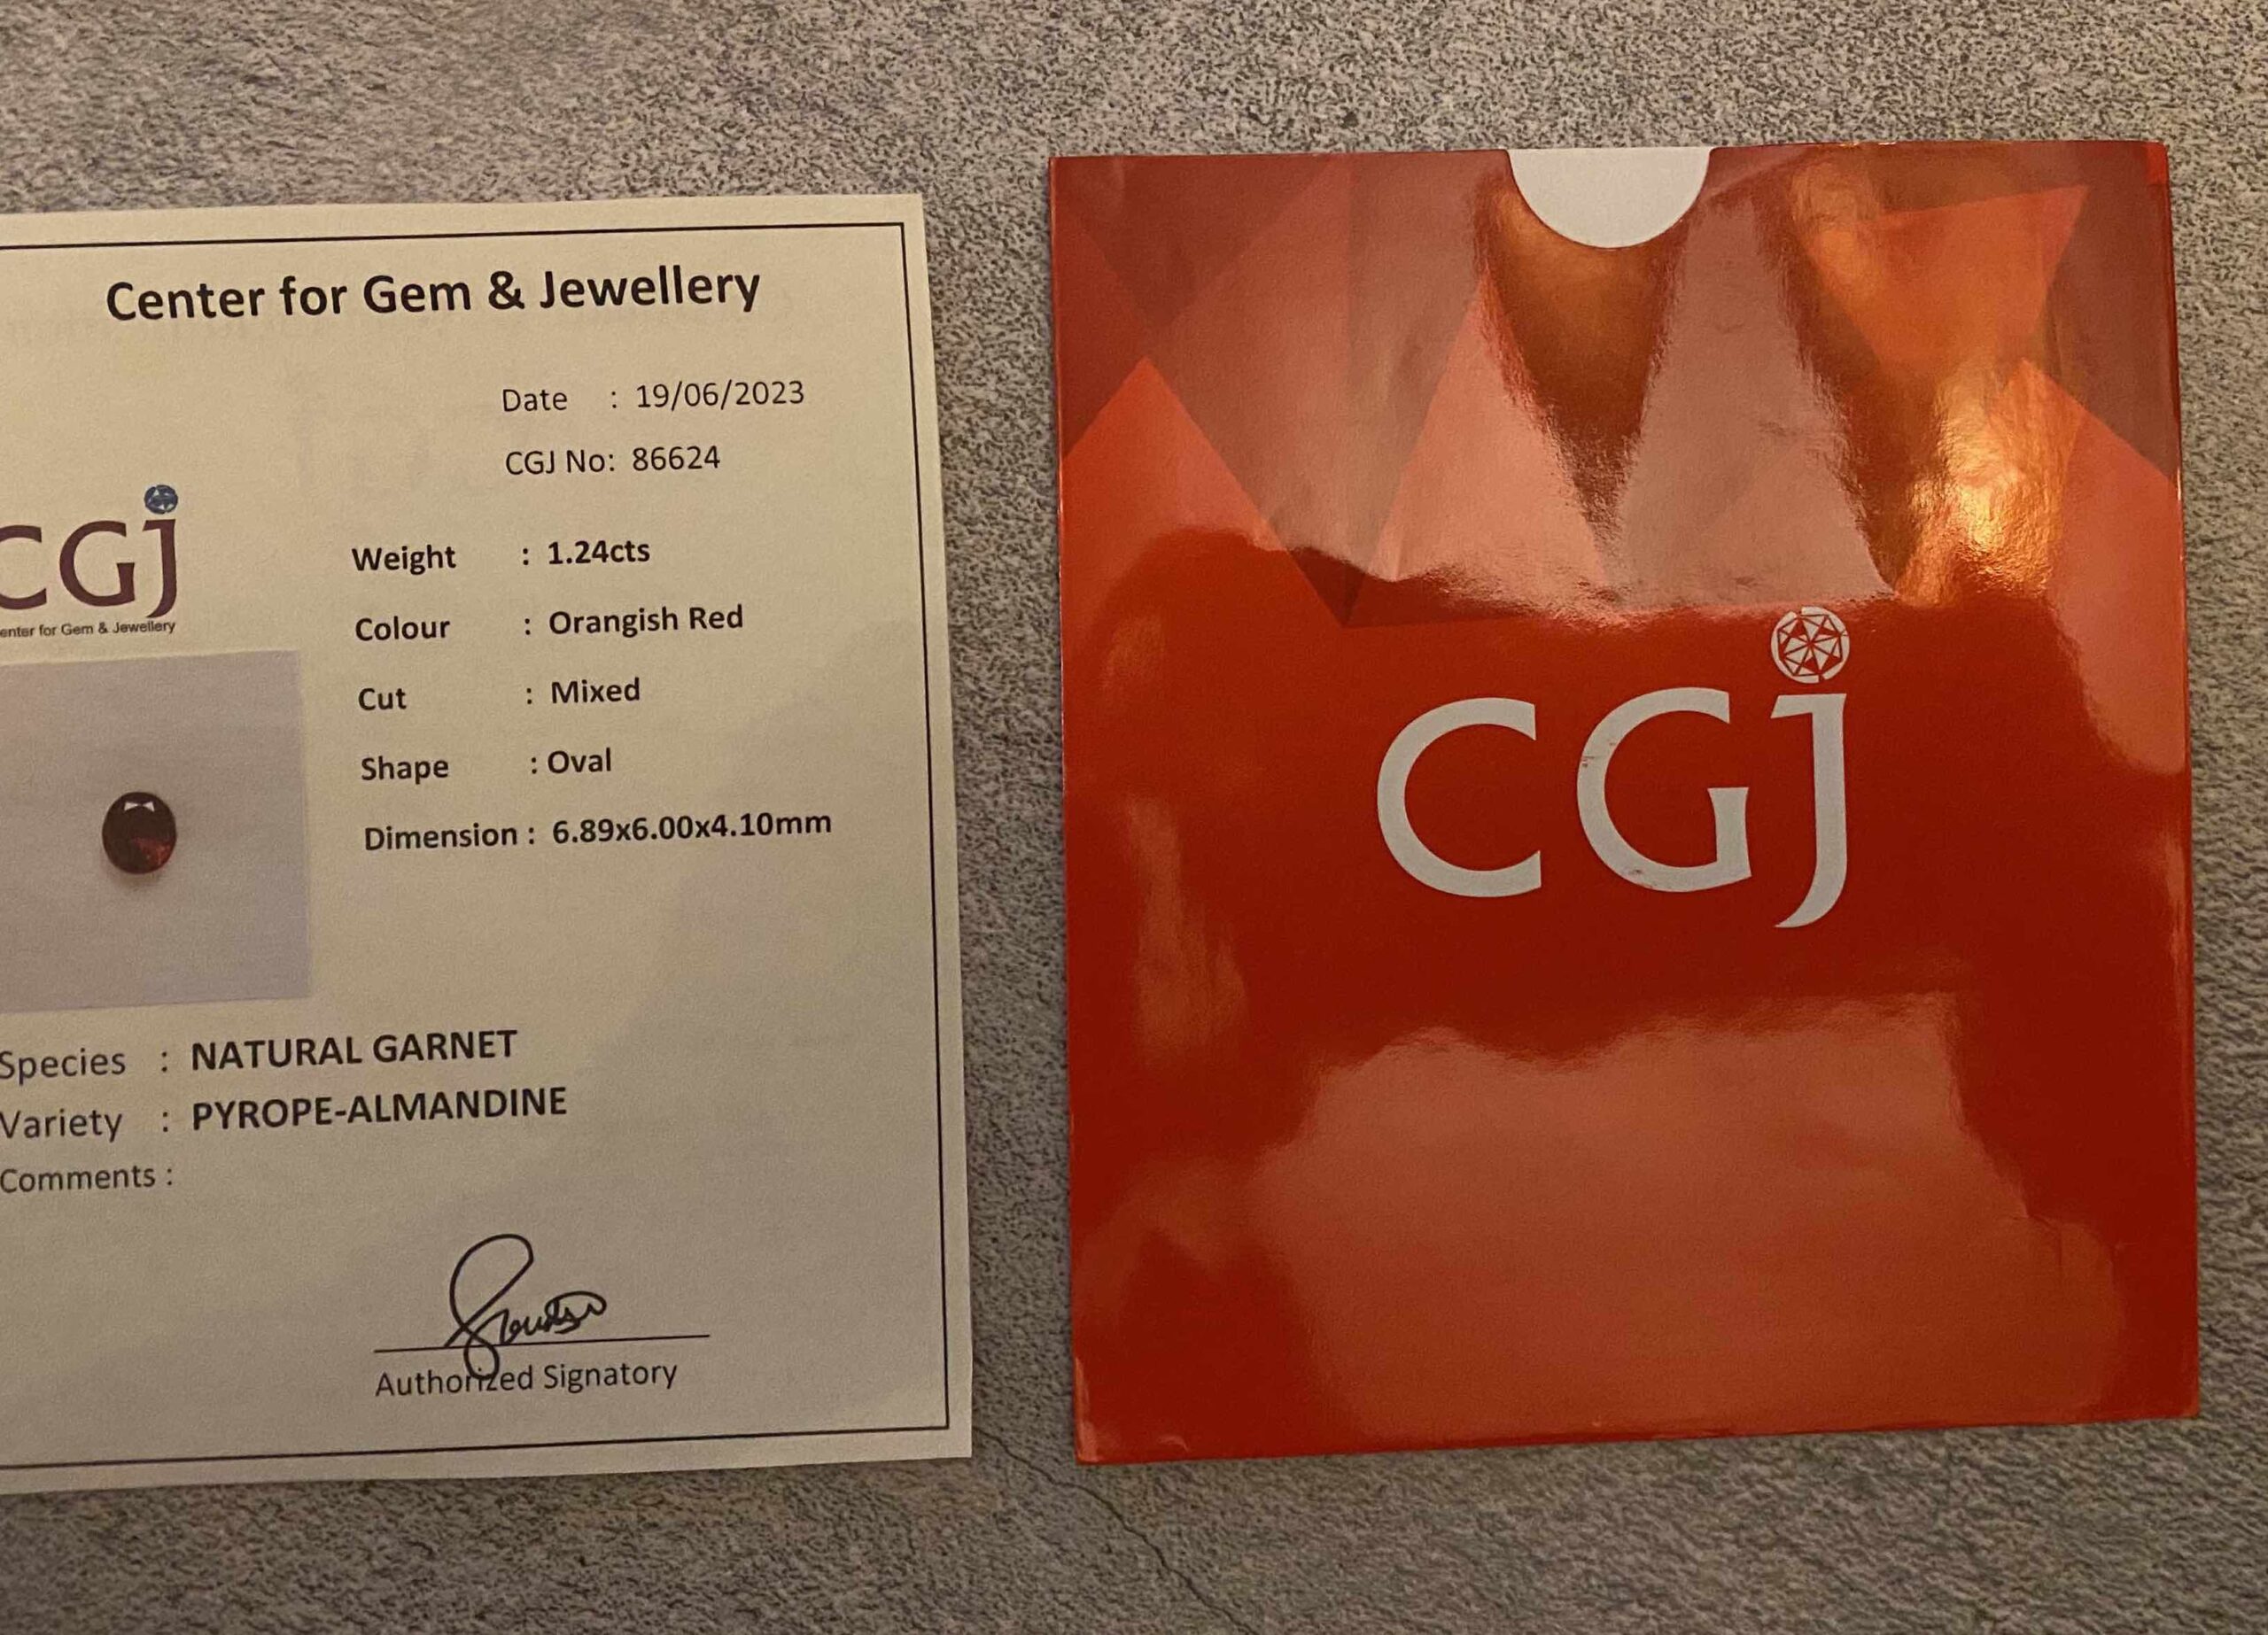 Center for Gem & Jewellery
Date : 19/06/2023
CGJ No: 86624
CGJ
enter for Gem & Jewellery
Weight : 1.24cts
Colour : Orangish Red
Cut : Mixed
Shape : Oval
Dimension : 6.89x6.00x4.10mm
Species : NATURAL GARNET
Variety : PYROPE-ALMANDINE
Comments :
Authorized Signatory
CGJ